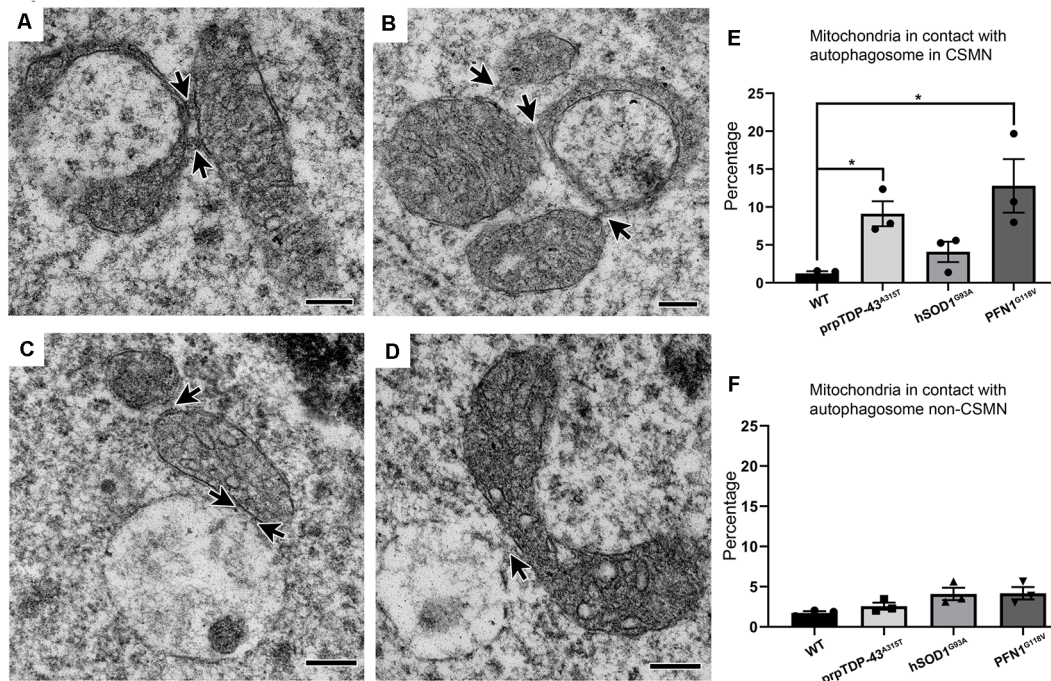 A
B
C
D
E
Mitochondria in contact with
autophagosome in CSMN
Percentage
25
20
15
10
5
0
*
*
WT
prpTDP-43A315T
hSOD1G93A
PFN1G118V
F
Mitochondria in contact with
autophagosome non-CSMN
Percentage
25
20
15
10
5
0
WT
prpTDP-43A315T
hSOD1G93A
PFN1G118V